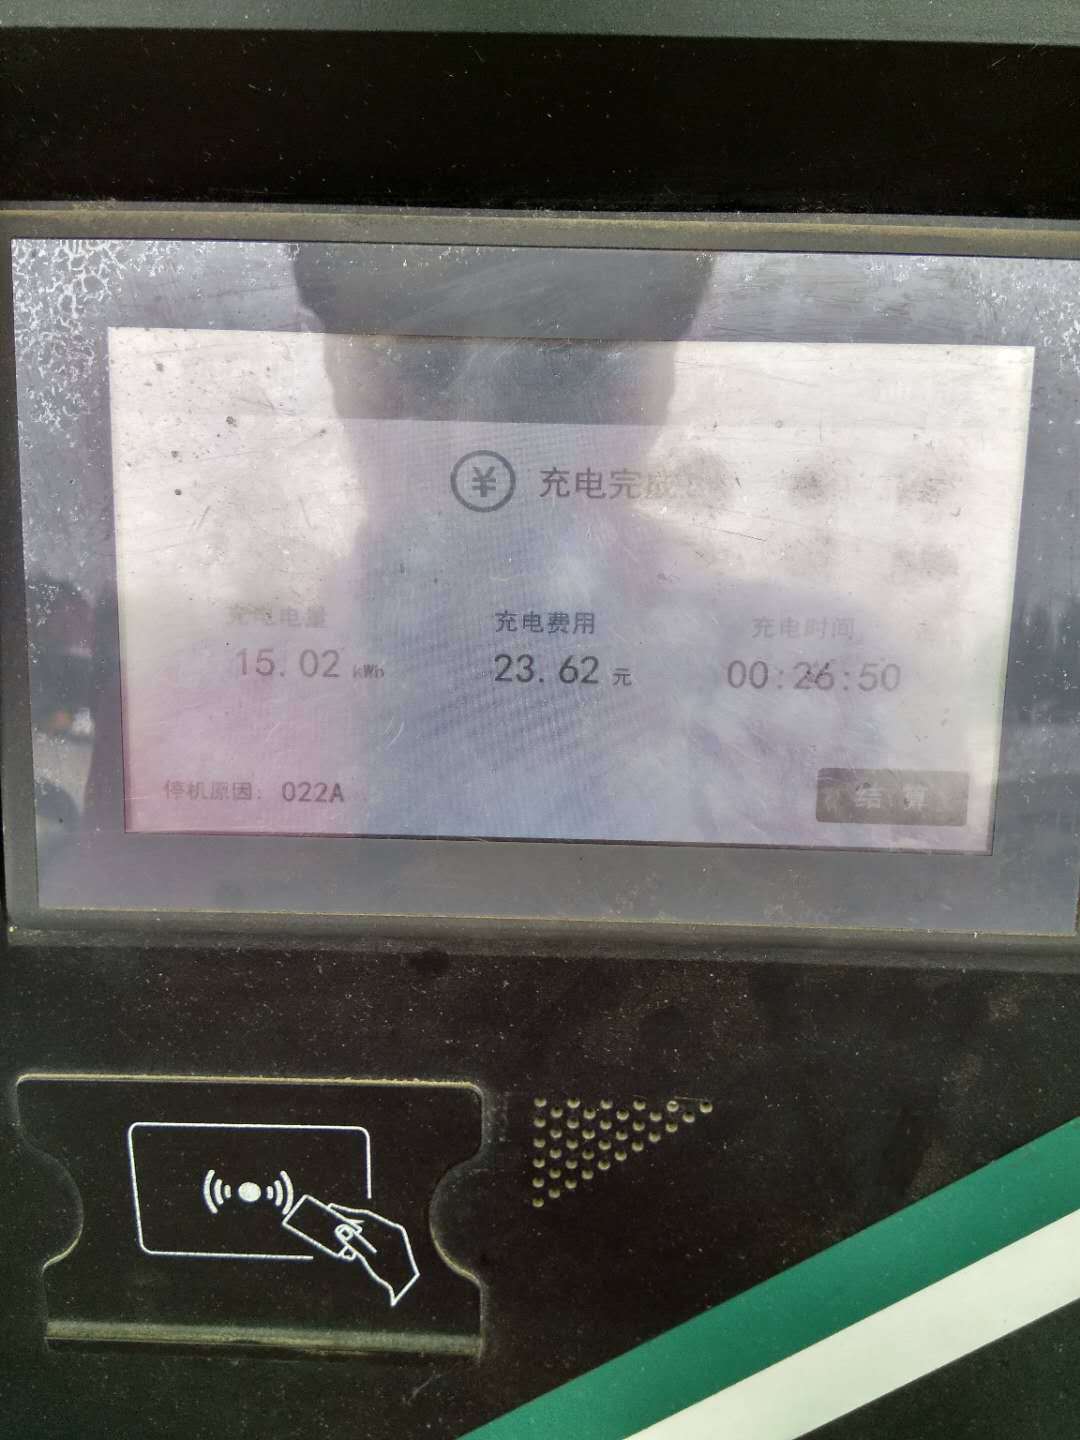 ¥ 充电完成
充电电量 充电费用 充电时间
15.02 kWh 23.62 元 00:26:50
停机原因: 022A 结 算